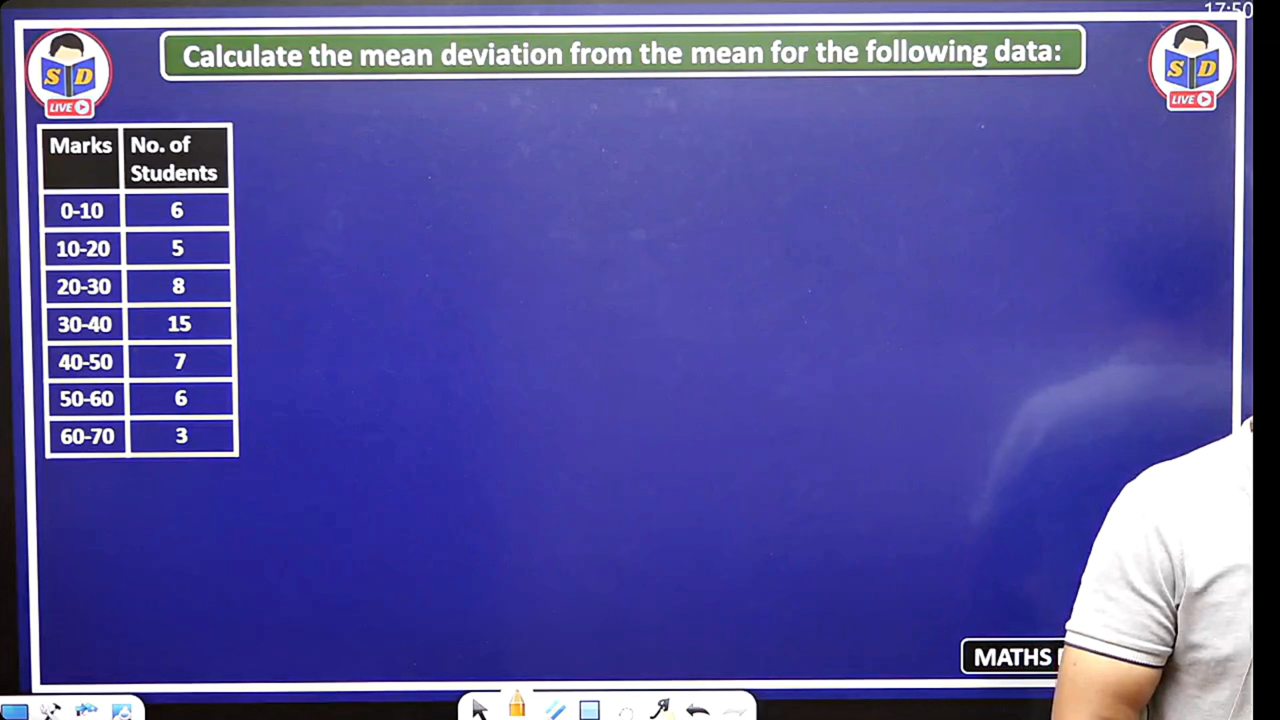 17:50
Calculate the mean deviation from the mean for the following data:
S D
LIVE
S D
LIVE
Marks No. of Students
0-10 6
10-20 5
20-30 8
30-40 15
40-50 7
50-60 6
60-70 3
MATHS